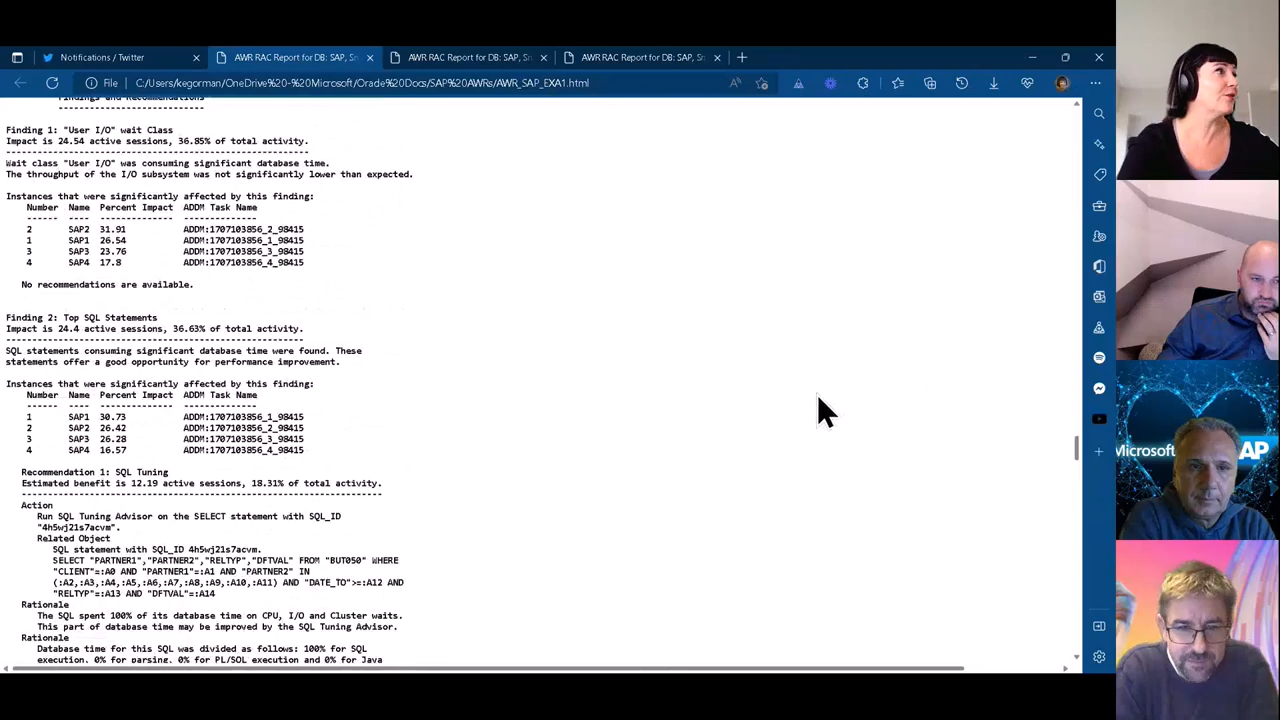 Notifications / Twitter
AWR RAC Report for DB: SAP, Sn
AWR RAC Report for DB: SAP, Sn
AWR RAC Report for DB: SAP, Sn
File
C:/Users/kegorman/OneDrive%20-%20Microsoft/Orade%20Docs/SAP%20AWRs/AWR_SAP_EXA1.html
Findings and Recommendations
Finding 1: "User I/O" wait Class
Impact is 24.54 active sessions, 36.85% of total activity.
Wait class "User I/O" was consuming significant database time.
The throughput of the I/O subsystem was not significantly lower than expected.
Instances that were significantly affected by this finding:
Number Name Percent Impact ADDM Task Name
------ ---- -------------- --------------
2 SAP2 31.91 ADDM:1707103856_2_98415
1 SAP1 26.54 ADDM:1707103856_1_98415
3 SAP3 23.76 ADDM:1707103856_3_98415
4 SAP4 17.8 ADDM:1707103856_4_98415
No recommendations are available.
Finding 2: Top SQL Statements
Impact is 24.4 active sessions, 36.63% of total activity.
SQL statements consuming significant database time were found. These
statements offer a good opportunity for performance improvement.
Instances that were significantly affected by this finding:
Number Name Percent Impact ADDM Task Name
------ ---- -------------- --------------
1 SAP1 30.73 ADDM:1707103856_1_98415
2 SAP2 26.42 ADDM:1707103856_2_98415
3 SAP3 26.28 ADDM:1707103856_3_98415
4 SAP4 16.57 ADDM:1707103856_4_98415
Recommendation 1: SQL Tuning
Estimated benefit is 12.19 active sessions, 18.31% of total activity.
Action
Run SQL Tuning Advisor on the SELECT statement with SQL_ID
"4h5wj21s7acvm".
Related Object
SQL statement with SQL_ID 4h5wj21s7acvm.
SELECT "PARTNER1","PARTNER2","RELTYP","DFTVAL" FROM "BUT050" WHERE
"CLIENT"=:A0 AND "PARTNER1"=:A1 AND "PARTNER2" IN
(:A2,:A3,:A4,:A5,:A6,:A7,:A8,:A9,:A10,:A11) AND "DATE_TO">=:A12 AND
"RELTYP"=:A13 AND "DFTVAL"=:A14
Rationale
The SQL spent 100% of its database time on CPU, I/O and Cluster waits.
This part of database time may be improved by the SQL Tuning Advisor.
Rationale
Database time for this SQL was divided as follows: 100% for SQL
execution, 0% for parsing, 0% for PL/SQL execution and 0% for Java
Microsoft
AP